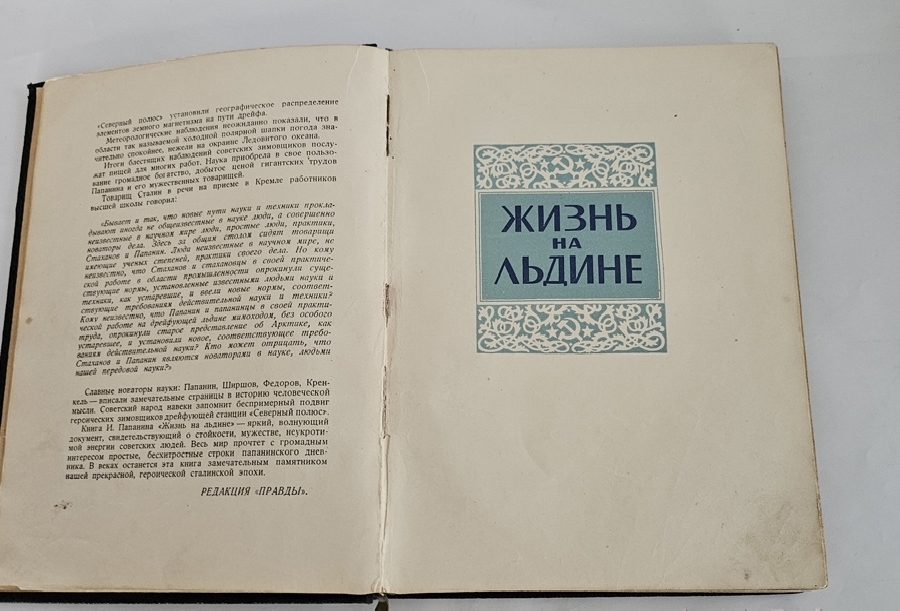 «Северный полюс» установили географическое распределение
элементов земного магнетизма на пути дрейфа.
Метеорологические наблюдения неожиданно показали, что в
области так называемой холодной полярной шапки погода зна-
чительно спокойнее, нежели на окраине Ледовитого океана.
Итоги блестящих наблюдений советских зимовщиков послу-
жат пищей для многих работ. Наука приобрела в свое пользо-
вание громадное богатство, добытое ценой гигантских трудов
Папанина и его мужественных товарищей.
Товарищ Сталин в речи на приеме в Кремле работников
высшей школы говорил:
«Бывает и так, что новые пути науки и техники прокла-
дывают иногда не общеизвестные в науке люди, а совершенно
неизвестные в научном мире люди, простые люди, практики,
новаторы дела. Здесь за общим столом сидят товарищи
Стаханов и Папанин. Люди неизвестные в научном мире, не
имеющие ученых степеней, практики своего дела. Но кому
неизвестно, что Стаханов и стахановцы в своей практиче-
ской работе в области промышленности опрокинули суще-
ствующие нормы, установленные известными людьми науки и
техники, как устаревшие, и ввели новые нормы, соответ-
ствующие требованиям действительной науки и техники?
Кому неизвестно, что Папанин и папанинцы в своей практи-
ческой работе на дрейфующей льдине мимоходом, без особого
труда, опрокинули старое представление об Арктике, как
устаревшее, и установили новое, соответствующее требо-
ваниям действительной науки? Кто может отрицать, что
Стаханов и Папанин являются новаторами в науке, людьми
нашей передовой науки?»
Славные новаторы науки: Папанин, Ширшов, Федоров, Крен-
кель — вписали замечательные страницы в историю человеческой
мысли. Советский народ навеки запомнит беспримерный подвиг
героических зимовщиков дрейфующей станции «Северный полюс».
Книга И. Папанина «Жизнь на льдине» — яркий, волнующий
документ, свидетельствующий о стойкости, мужестве, неукроти-
мой энергии советских людей. Весь мир прочтет с громадным
интересом простые, бесхитростные строки папанинского днев-
ника. В веках останется эта книга замечательным памятником
нашей прекрасной, героической сталинской эпохи.
РЕДАКЦИЯ «ПРАВДЫ».
ЖИЗНЬ
НА
ЛЬДИНЕ